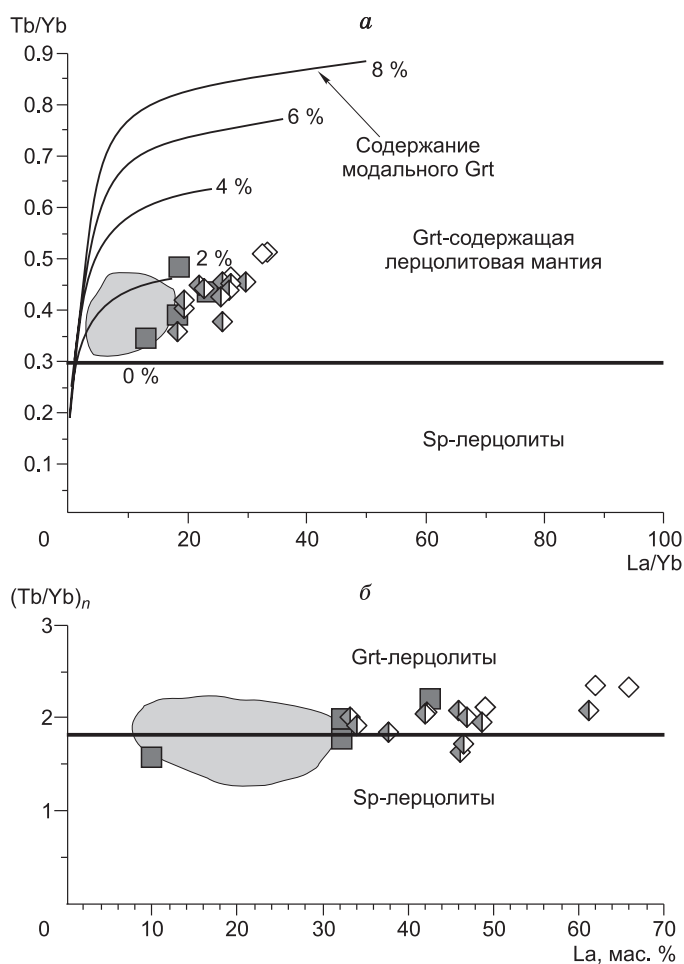 Tb/Yb
а
0.9
0.8
0.7
0.6
0.5
0.4
0.3
0.2
0.1
0
8 %
6 %
4 %
2 %
0 %
Содержание
модального Grt
Grt-содержащая
лерцолитовая мантия
Sp-лерцолиты
20
40
60
80
100
La/Yb
(Tb/Yb)n
б
3
2
1
0
Grt-лерцолиты
Sp-лерцолиты
10
20
30
40
50
60
70
La, мас. %